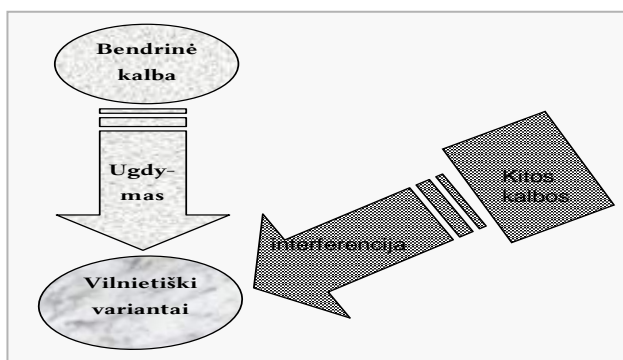 Bendrinė
kalba
Ugdy-
mas
Kitos
kalbos
interferencija
Vilnietiški
variantai